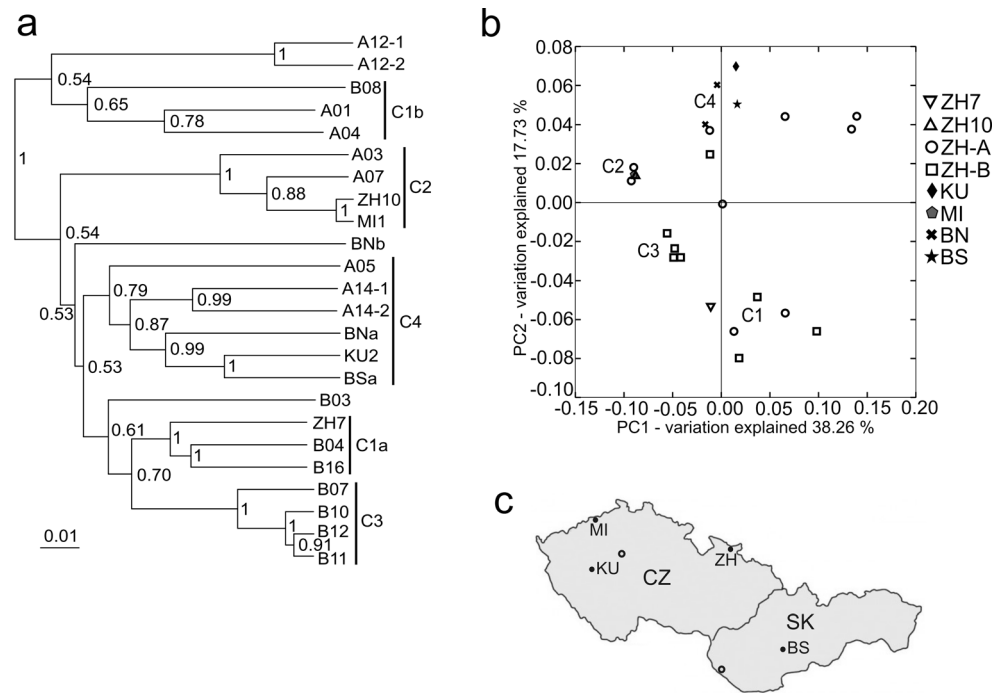 a
A12-1
1
A12-2
0.54
B08
0.65
A01
C1b
0.78
A04
1
A03
1
A07
C2
0.88
ZH10
1
MI1
0.54
BNb
A05
0.79
A14-1
0.99
A14-2
0.53
0.87
BNa
C4
0.99
KU2
0.53
1
BSa
B03
0.61
ZH7
1
B04
C1a
1
B16
0.70
B07
1
B10
C3
1
B12
0.91
B11
0.01
b
0.08
0.06
0.04
0.02
0.00
-0.02
-0.04
-0.06
-0.08
-0.10
PC2 - variation explained 17.73 %
C4
C2
C3
C1
-0.15 -0.10 -0.05 0.00 0.05 0.10 0.15 0.20
PC1 - variation explained 38.26 %
ZH7
ZH10
ZH-A
ZH-B
KU
MI
BN
BS
c
MI
ZH
KU
CZ
SK
BS